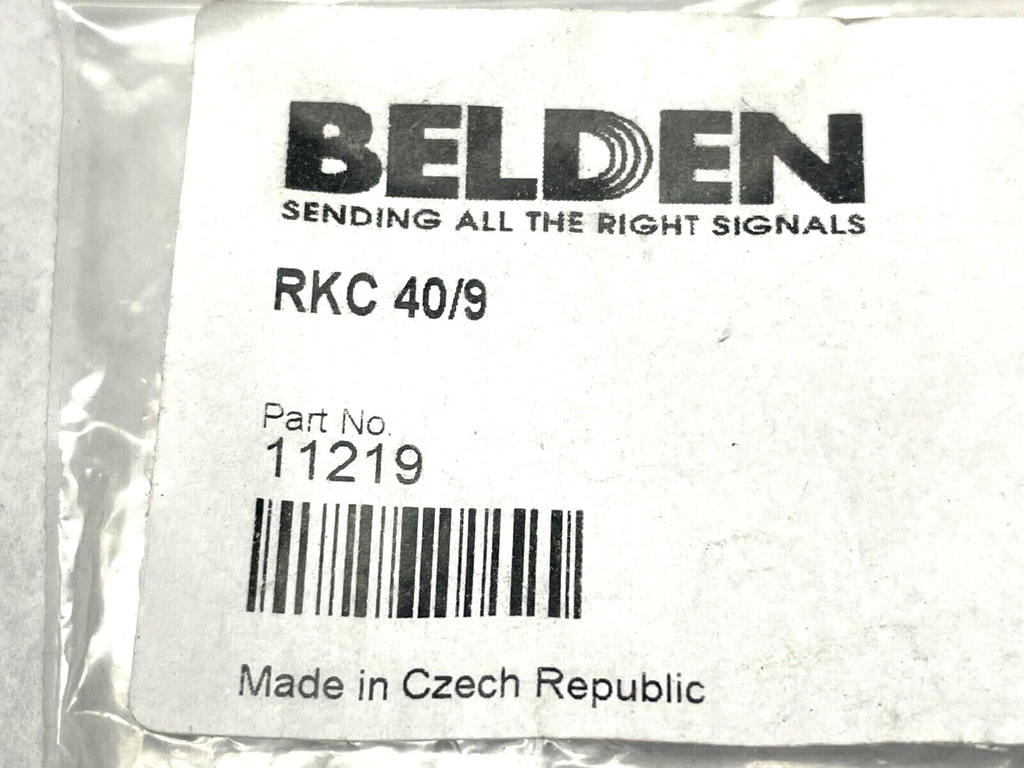 BELDEN
SENDING ALL THE RIGHT SIGNALS
RKC 40/9
Part No.
11219
Made in Czech Republic